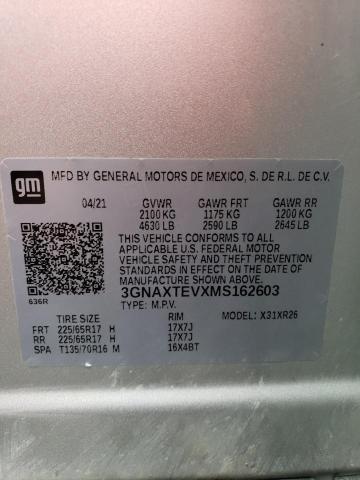 gm
MFD BY GENERAL MOTORS DE MEXICO, S. DE R.L. DE C.V.
04/21 GVWR GAWR FRT GAWR RR
2100 KG 1175 KG 1200 KG
4630 LB 2590 LB 2645 LB
THIS VEHICLE CONFORMS TO ALL
APPLICABLE U.S. FEDERAL MOTOR
VEHICLE SAFETY AND THEFT PREVENTION
STANDARDS IN EFFECT ON THE DATE OF
MANUFACTURE SHOWN ABOVE.
3GNAXTEVXMS162603
636R
TYPE: M.P.V.
TIRE SIZE RIM MODEL: X31XR26
FRT 225/65R17 H 17X7J
RR 225/65R17 H 17X7J
SPA T135/70R16 M 16X4BT